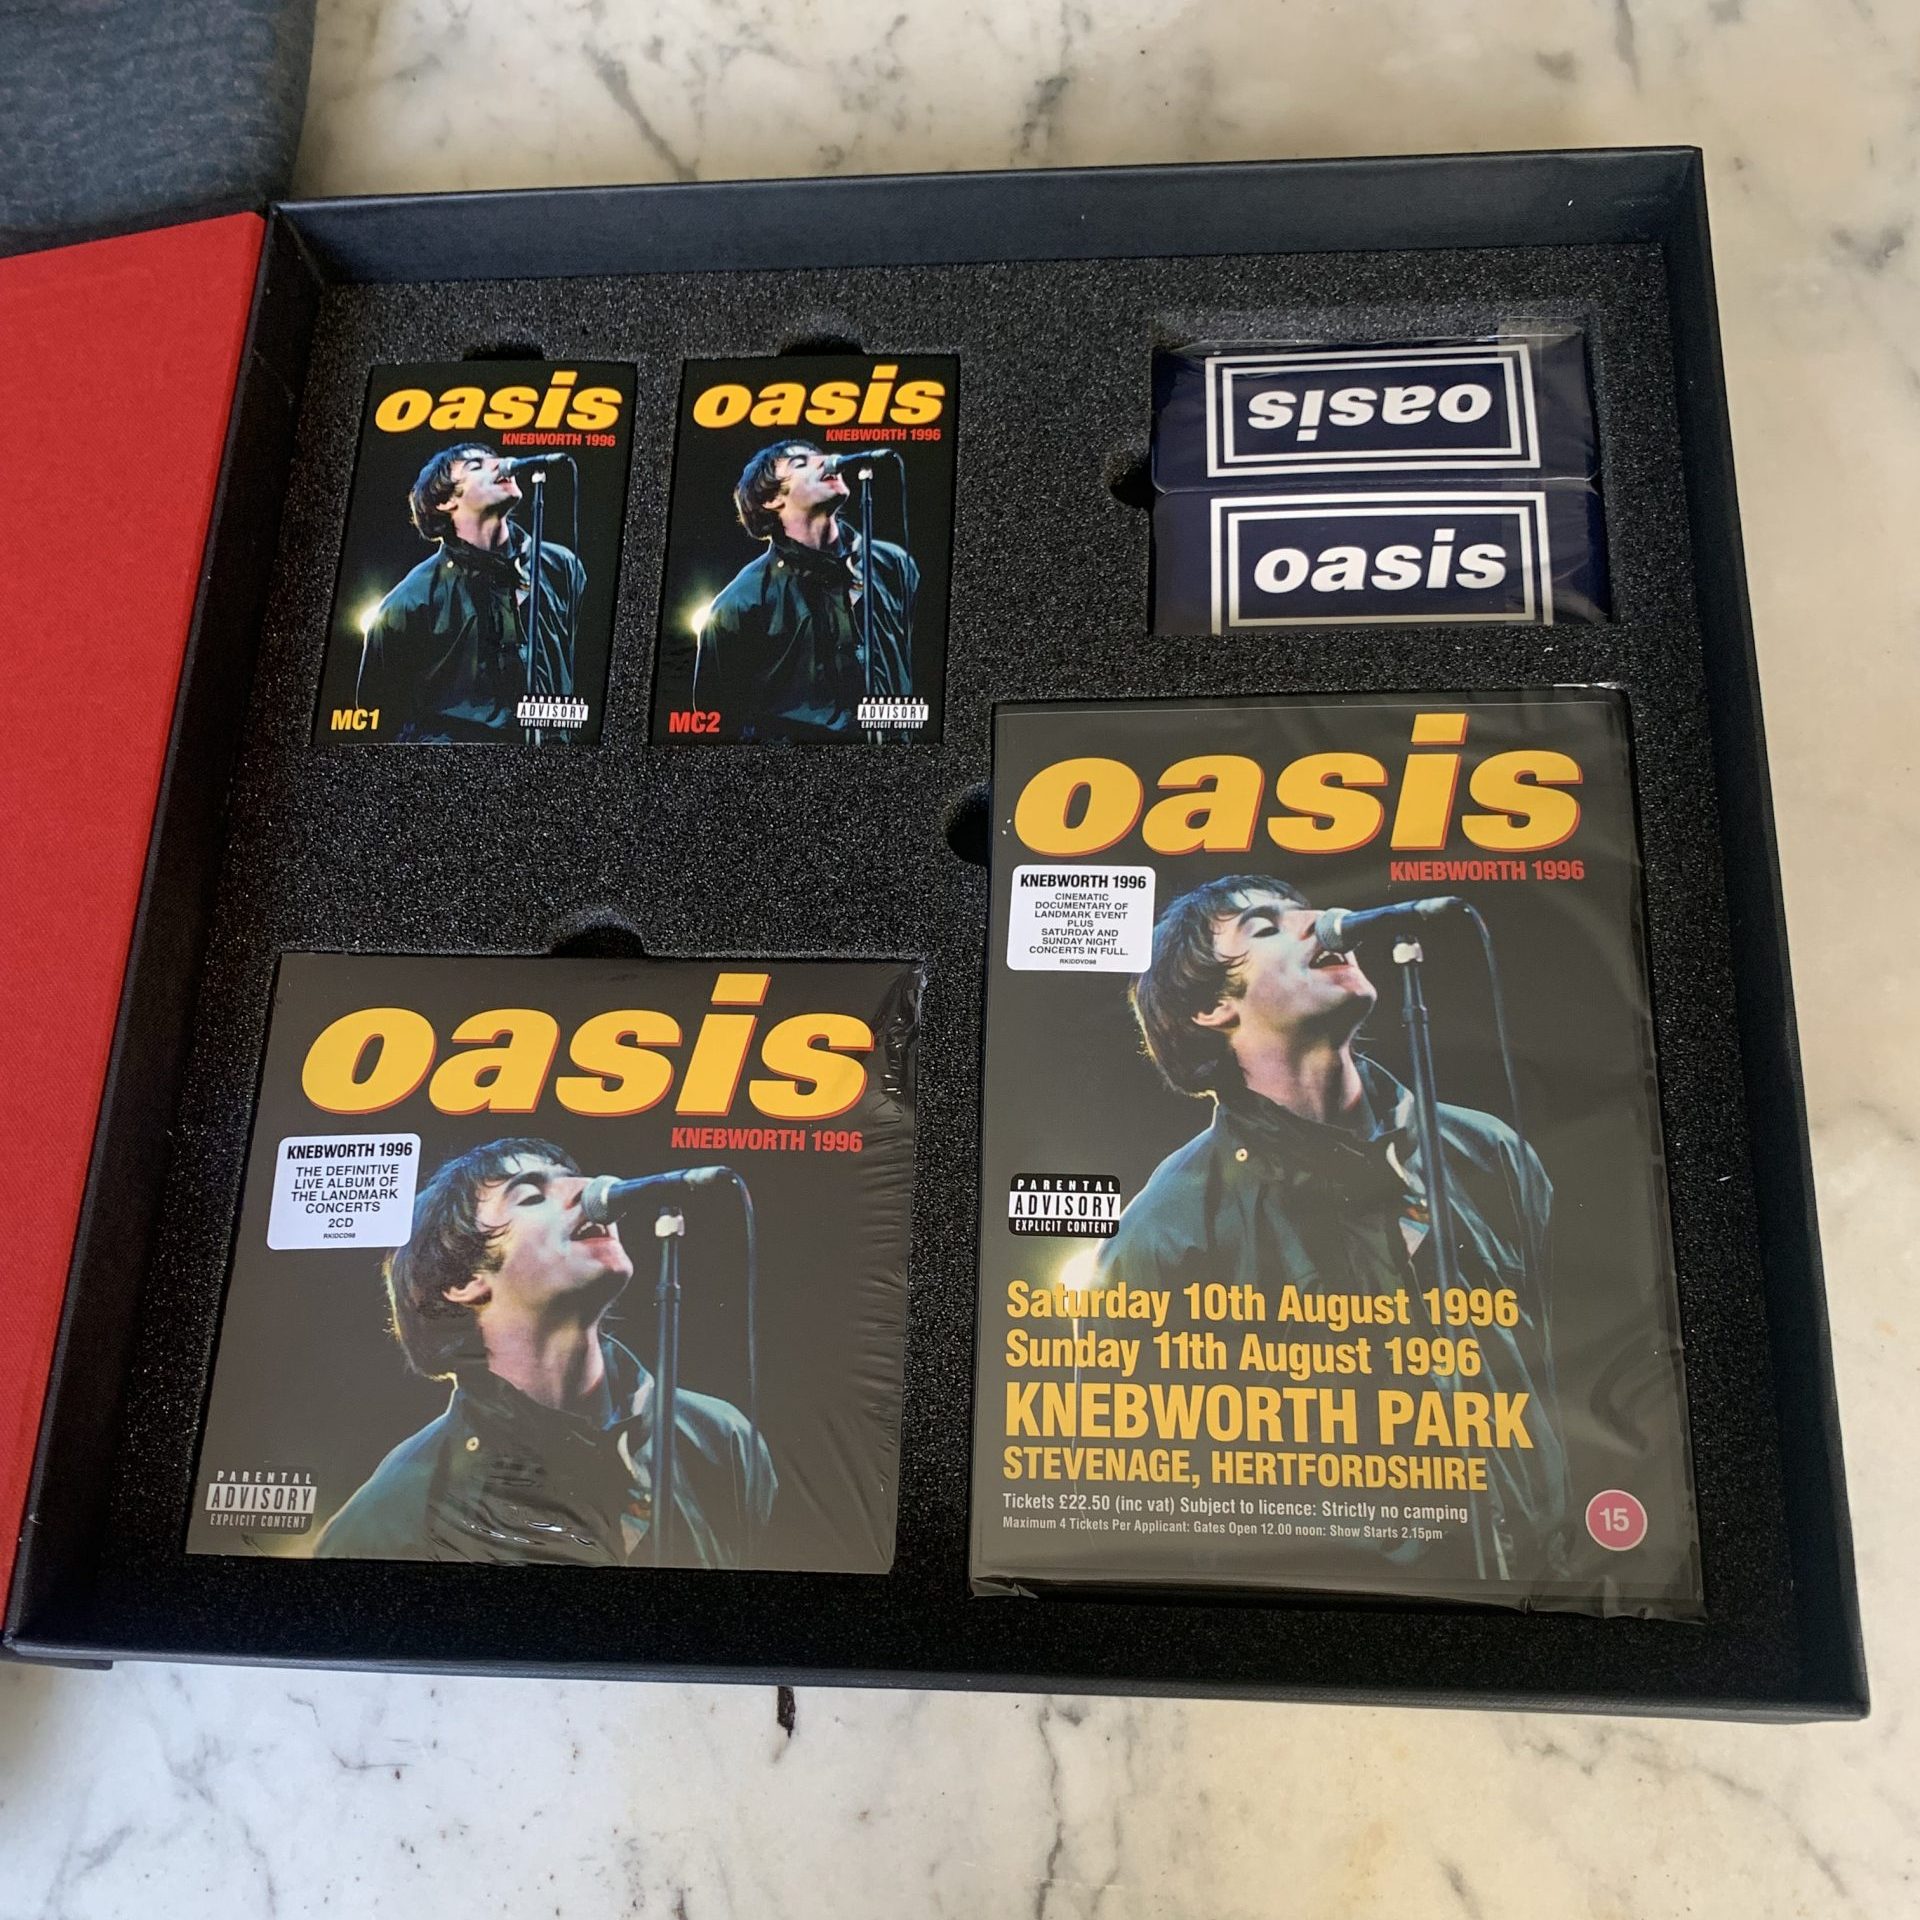 oasis
KNEBWORTH 1996
MC1
PARENTAL
ADVISORY
EXPLICIT CONTENT
oasis
KNEBWORTH 1996
MC2
PARENTAL
ADVISORY
EXPLICIT CONTENT
oasis
oasis
oasis
KNEBWORTH 1996
KNEBWORTH 1996
THE DEFINITIVE
LIVE ALBUM OF
THE LANDMARK
CONCERTS
2CD
RKIDCD98
PARENTAL
ADVISORY
EXPLICIT CONTENT
oasis
KNEBWORTH 1996
KNEBWORTH 1996
CINEMATIC
DOCUMENTARY OF
LANDMARK EVENT
PLUS
SATURDAY AND
SUNDAY NIGHT
CONCERTS IN FULL.
RKIDDVD98
PARENTAL
ADVISORY
EXPLICIT CONTENT
Saturday 10th August 1996
Sunday 11th August 1996
KNEBWORTH PARK
STEVENAGE, HERTFORDSHIRE
Tickets £22.50 (inc vat) Subject to licence: Strictly no camping
Maximum 4 Tickets Per Applicant: Gates Open 12.00 noon: Show Starts 2.15pm
15